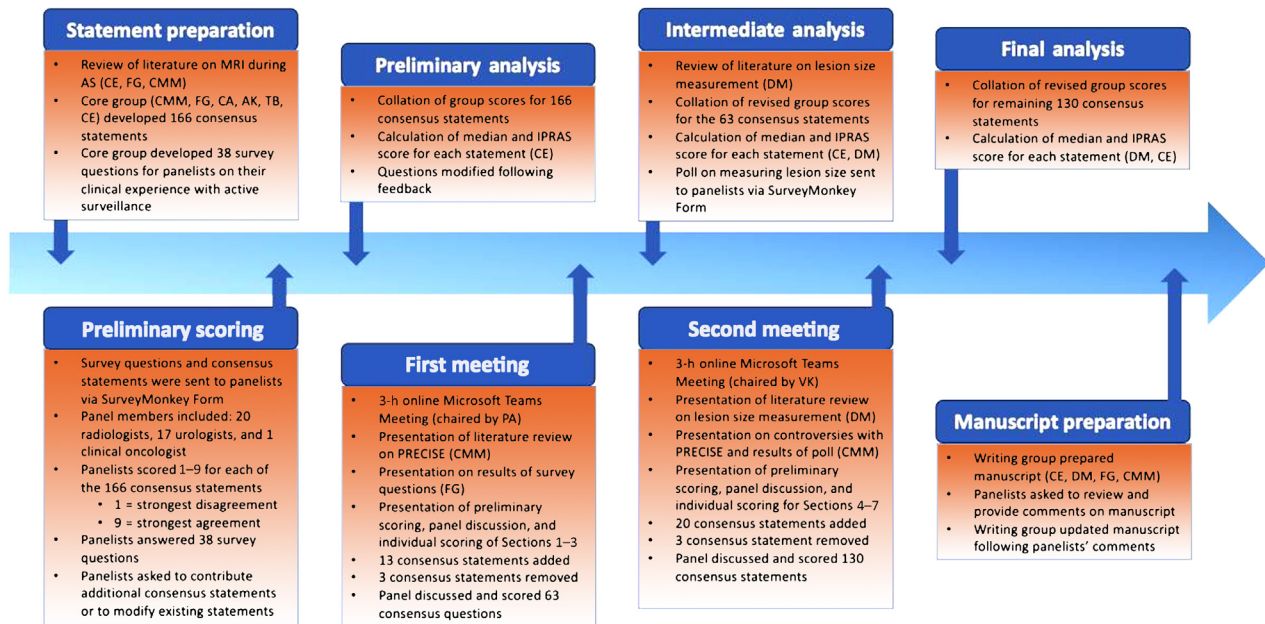 Statement preparation
• Review of literature on MRI during
AS (CE, FG, CMM)
• Core group (CMM, FG, CA, AK, TB,
CE) developed 166 consensus
statements
• Core group developed 38 survey
questions for panelists on their
clinical experience with active
surveillance
Preliminary analysis
• Collation of group scores for 166
consensus statements
• Calculation of median and IPRAS
score for each statement (CE)
• Questions modified following
feedback
Intermediate analysis
• Review of literature on lesion size
measurement (DM)
• Collation of revised group scores
for the 63 consensus statements
• Calculation of median and IPRAS
score for each statement (CE, DM)
• Poll on measuring lesion size sent
to panelists via SurveyMonkey
Form
Final analysis
• Collation of revised group scores
for remaining 130 consensus
statements
• Calculation of median and IPRAS
score for each statement (DM, CE)
Preliminary scoring
• Survey questions and consensus
statements were sent to panelists
via SurveyMonkey Form
• Panel members included: 20
radiologists, 17 urologists, and 1
clinical oncologist
• Panelists scored 1–9 for each of
the 166 consensus statements
• 1 = strongest disagreement
• 9 = strongest agreement
• Panelists answered 38 survey
questions
• Panelists asked to contribute
additional consensus statements
or to modify existing statements
First meeting
• 3-h online Microsoft Teams
Meeting (chaired by PA)
• Presentation of literature review
on PRECISE (CMM)
• Presentation on results of survey
questions (FG)
• Presentation of preliminary
scoring, panel discussion, and
individual scoring of Sections 1–3
• 13 consensus statements added
• 3 consensus statements removed
• Panel discussed and scored 63
consensus questions
Second meeting
• 3-h online Microsoft Teams
Meeting (chaired by VK)
• Presentation of literature review
on lesion size measurement (DM)
• Presentation on controversies with
PRECISE and results of poll (CMM)
• Presentation of preliminary
scoring, panel discussion, and
individual scoring for Sections 4–7
• 20 consensus statements added
• 3 consensus statement removed
• Panel discussed and scored 130
consensus statements
Manuscript preparation
• Writing group prepared
manuscript (CE, DM, FG, CMM)
• Panelists asked to review and
provide comments on manuscript
• Writing group updated manuscript
following panelists' comments